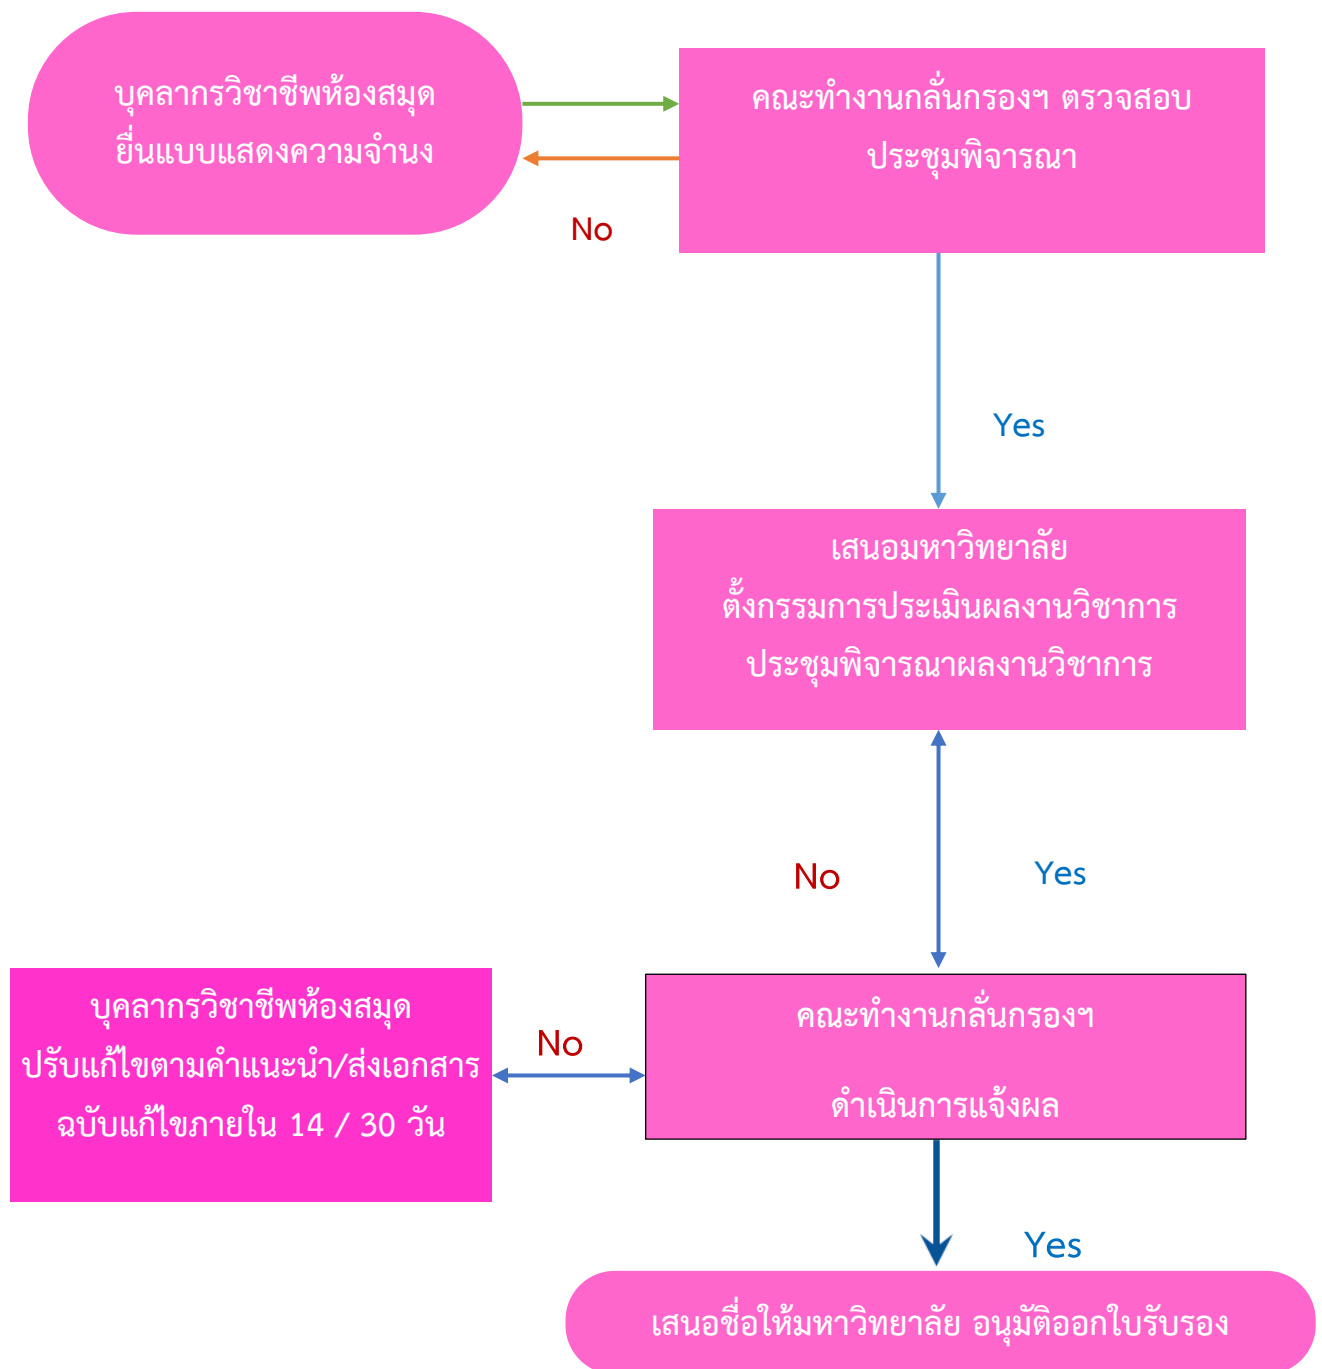 บุคลากรวิชาชีพห้องสมุด
ยื่นแบบแสดงความจำนง
คณะทำงานกลั่นกรองฯ ตรวจสอบ
ประชุมพิจารณา
No
Yes
เสนอมหาวิทยาลัย
ตั้งกรรมการประเมินผลงานวิชาการ
ประชุมพิจารณาผลงานวิชาการ
No
Yes
บุคลากรวิชาชีพห้องสมุด
ปรับแก้ไขตามคำแนะนำ/ส่งเอกสาร
ฉบับแก้ไขภายใน 14 / 30 วัน
No
คณะทำงานกลั่นกรองฯ
ดำเนินการแจ้งผล
Yes
เสนอชื่อให้มหาวิทยาลัย อนุมัติออกใบรับรอง